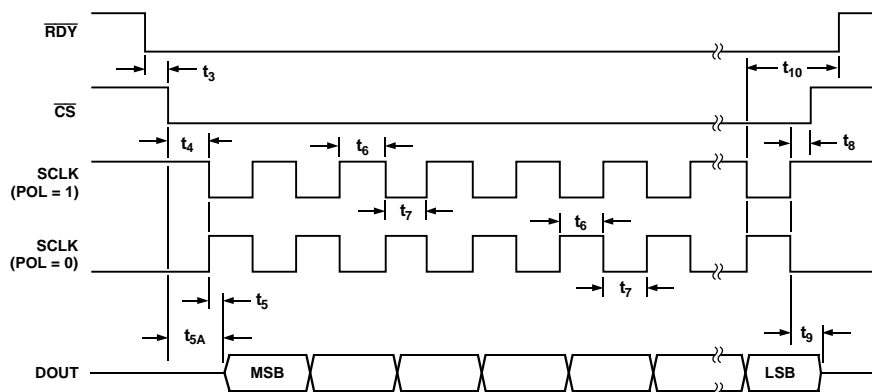 RDY
t3
t10
CS
t4
t6
t8
SCLK
(POL = 1)
t7
t6
SCLK
(POL = 0)
t7
t5
t5A
t9
DOUT
MSB
LSB